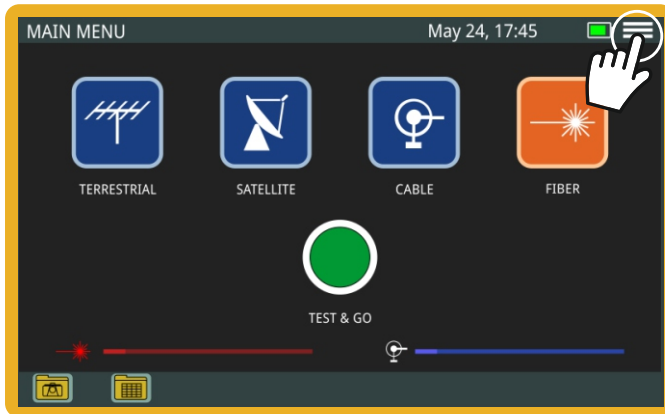 MAIN MENU May 24, 17:45
TERRESTRIAL SATELLITE CABLE FIBER
TEST & GO